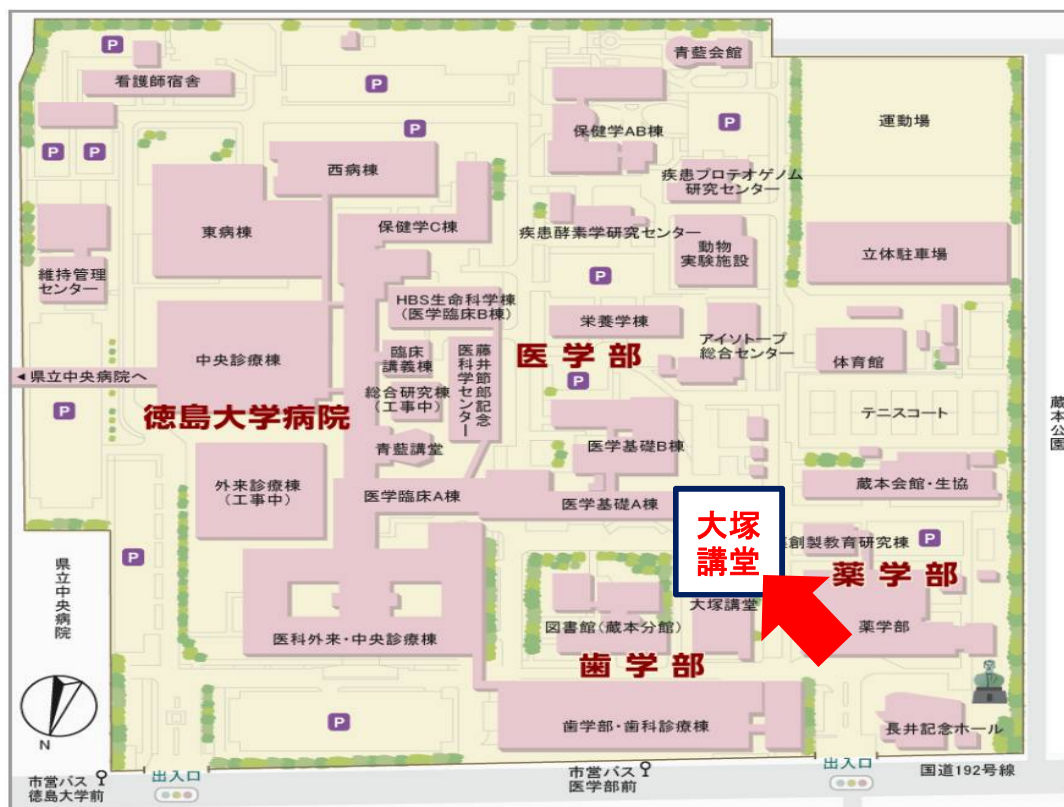 青藍会館
P
看護師宿舎
P
運動場
P
P
保健学AB棟
P
P
西病棟
疾患プロテオゲノム
研究センター
保健学C棟
東病棟
疾患酵素学研究センター
動物
実験施設
立体駐車場
維持管理
センター
P
HBS生命科学棟
(医学臨床B棟)
栄養学棟
アイソトープ
総合センター
中央診療棟
臨床
講義棟
藤井節郎記念
医科学センター
医学部
体育館
◀県立中央病院へ
P
総合研究棟
(工事中)
P
徳島大学病院
テニスコート
蔵本公園
青藍講堂
医学基礎B棟
外来診療棟
(工事中)
蔵本会館・生協
医学臨床A棟
医学基礎A棟
大塚
講堂
創製教育研究棟
P
県立中央病院
P
薬学部
大塚講堂
図書館(蔵本分館)
薬学部
医科外来・中央診療棟
歯学部
N
P
歯学部・歯科診療棟
長井記念ホール
市営バス
徳島大学前
出入口
市営バス
医学部前
出入口
国道192号線